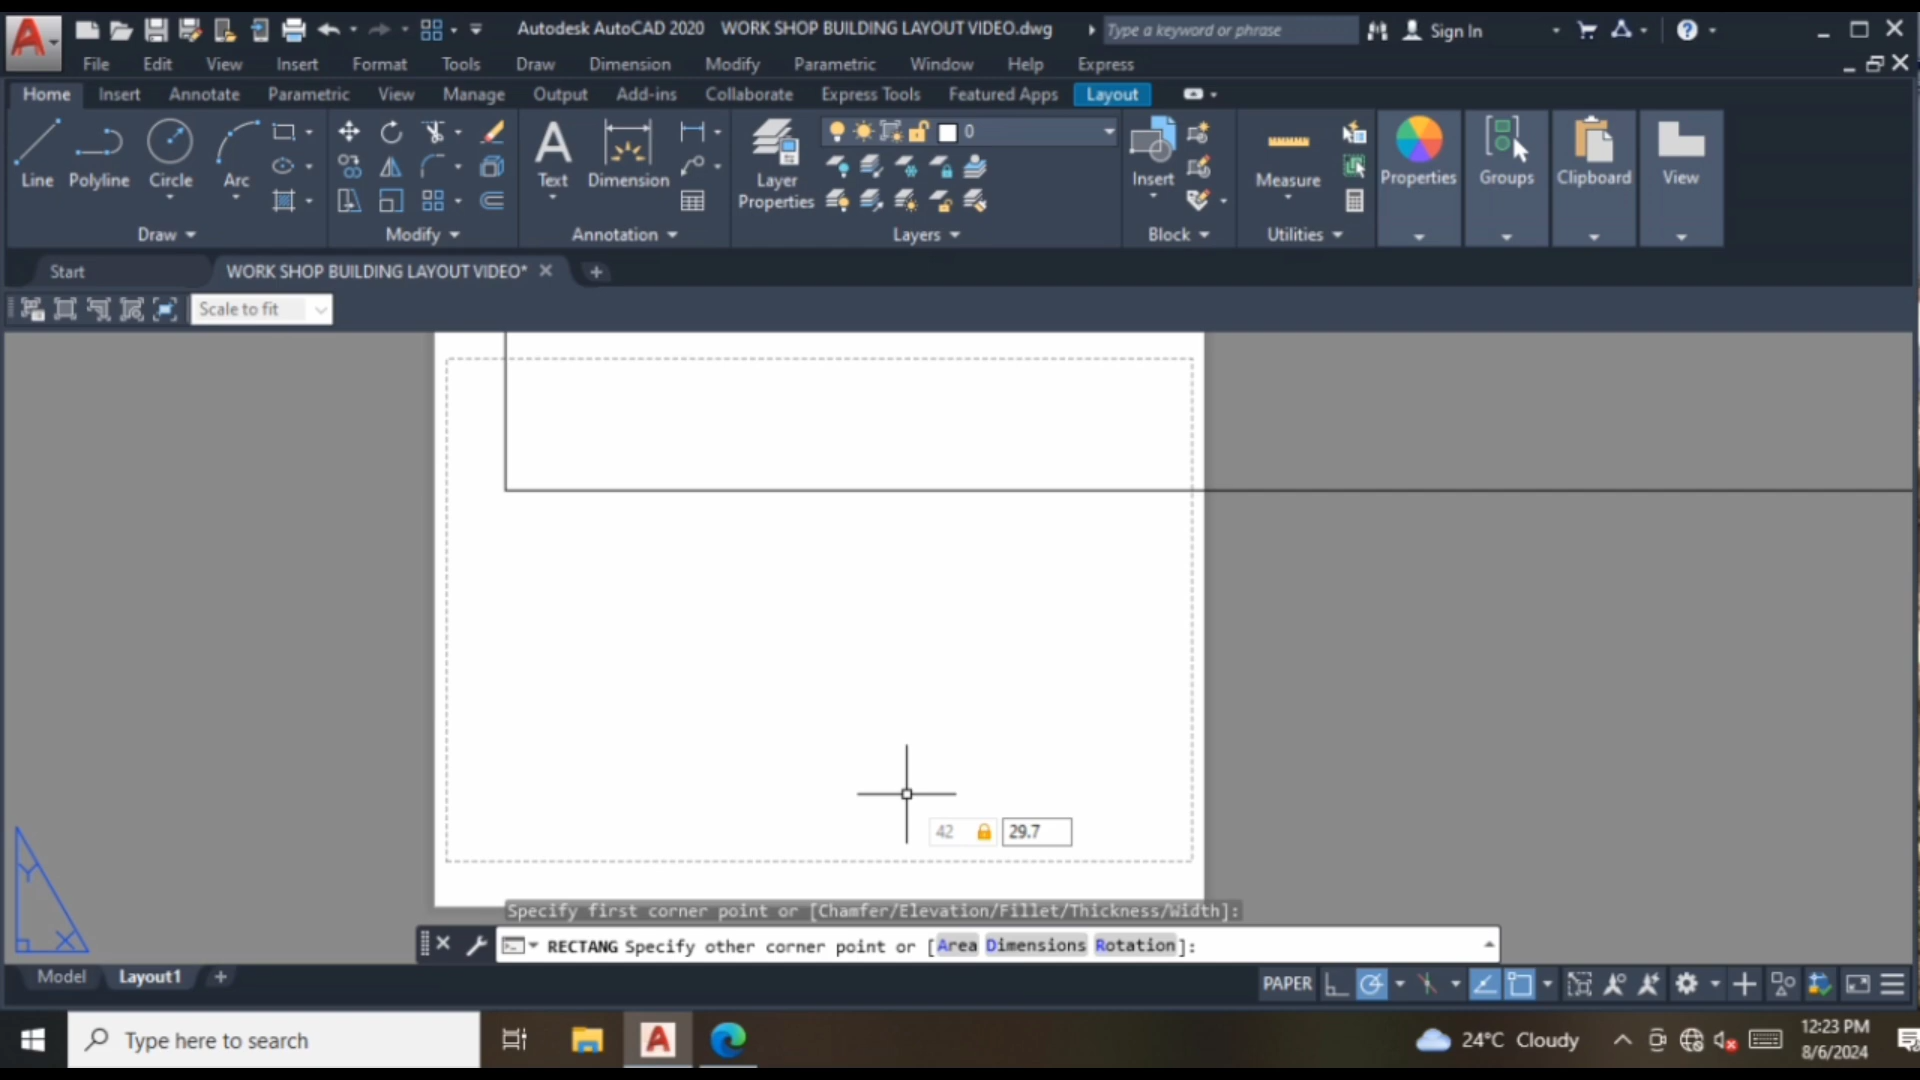 Autodesk AutoCAD 2020 WORK SHOP BUILDING LAYOUT VIDEO.dwg Type a keyword or phrase Sign In
File Edit View Insert Format Tools Draw Dimension Modify Parametric Window Help Express
Home Insert Annotate Parametric View Manage Output Add-ins Collaborate Express Tools Featured Apps Layout
0
Line Polyline Circle Arc Text Dimension Layer Properties Insert Measure Properties Groups Clipboard View
Draw Modify Annotation Layers Block Utilities
Start WORK SHOP BUILDING LAYOUT VIDEO*
Scale to fit
42 29.7
Y
X
Specify first corner point or [Chamfer/Elevation/Fillet/Thickness/Width]:
RECTANG Specify other corner point or [Area Dimensions Rotation]:
Model Layout1 + PAPER
Type here to search 24°C Cloudy 12:23 PM
8/6/2024